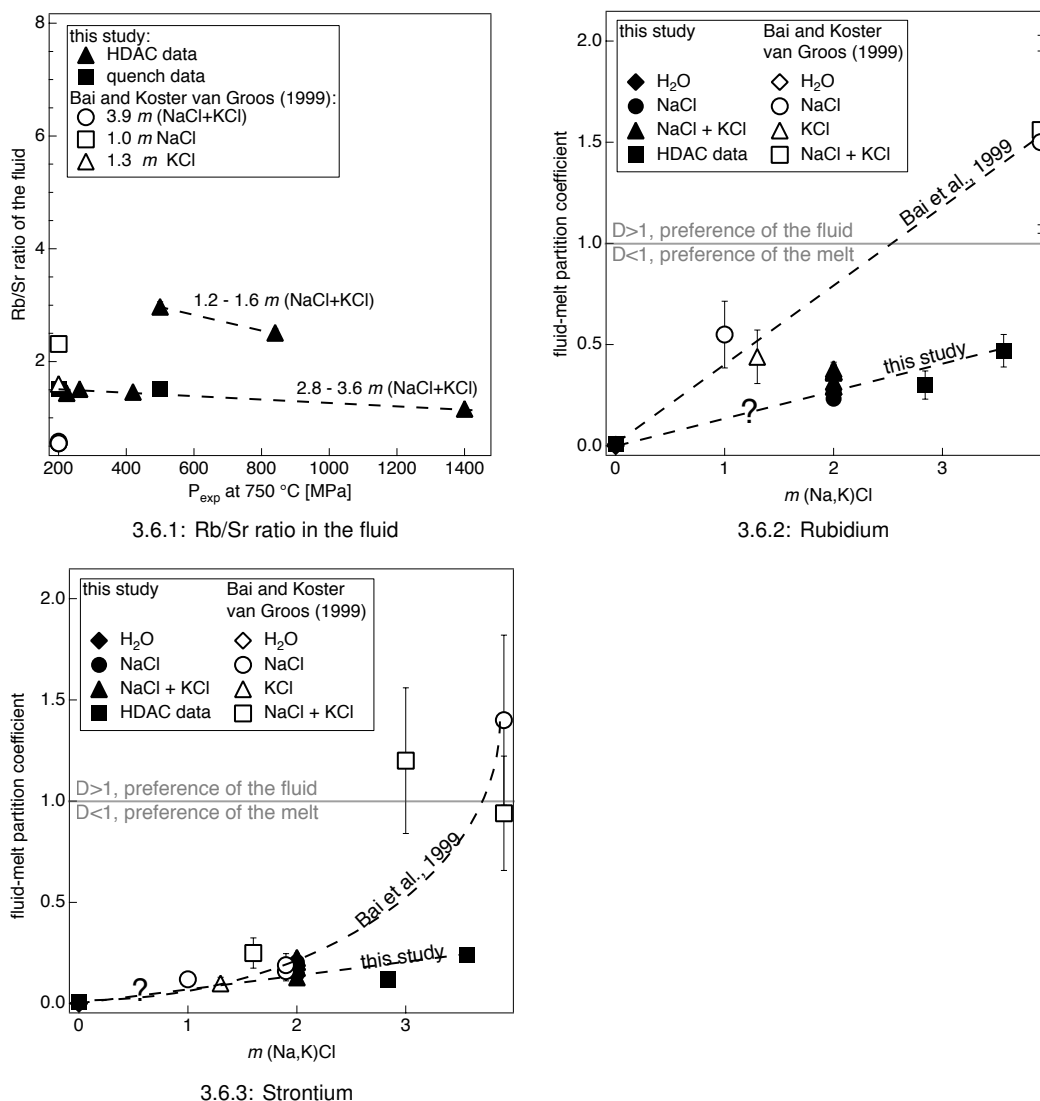 8
6
4
2
Rb/Sr ratio of the fluid
this study:
HDAC data
quench data
Bai and Koster van Groos (1999):
3.9 m (NaCl+KCl)
1.0 m NaCl
1.3 m KCl
1.2 - 1.6 m (NaCl+KCl)
2.8 - 3.6 m (NaCl+KCl)
200 400 600 800 1000 1200 1400
Pexp at 750 °C [MPa]
3.6.1: Rb/Sr ratio in the fluid
2.0
1.5
1.0
0.5
0.0
fluid-melt partition coefficient
this study
H2O
NaCl
NaCl + KCl
HDAC data
Bai and Koster
van Groos (1999)
H2O
NaCl
KCl
NaCl + KCl
Bai et al., 1999
D>1, preference of the fluid
D<1, preference of the melt
this study
?
0 1 2 3
m (Na,K)Cl
3.6.2: Rubidium
2.0
1.5
1.0
0.5
0.0
fluid-melt partition coefficient
this study
H2O
NaCl
NaCl + KCl
HDAC data
Bai and Koster
van Groos (1999)
H2O
NaCl
KCl
NaCl + KCl
D>1, preference of the fluid
D<1, preference of the melt
Bai et al., 1999
this study
?
0 1 2 3
m (Na,K)Cl
3.6.3: Strontium